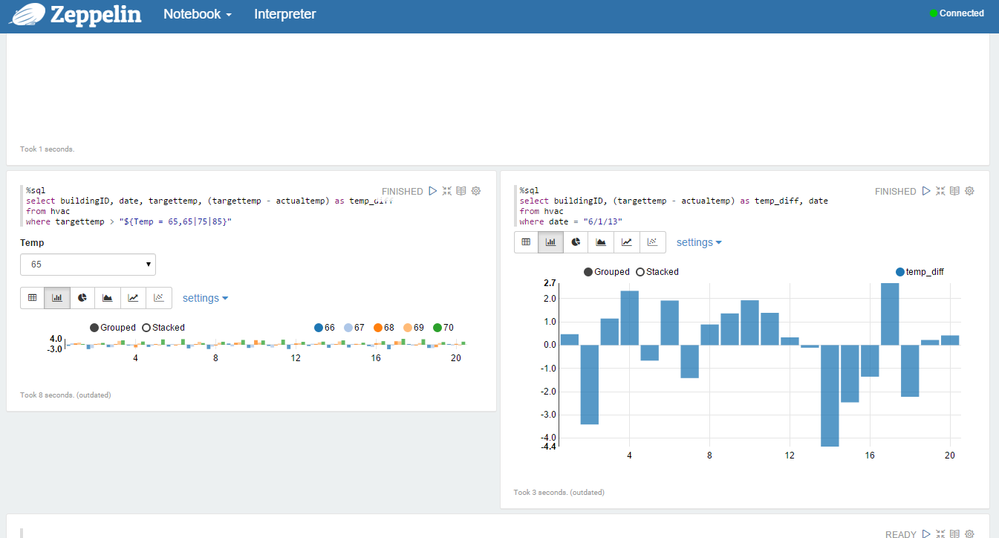 Zeppelin Notebook Interpreter Connected
Took 1 seconds.
%sql
select buildingID, date, targettemp, (targettemp - actualtemp) as temp_diff
from hvac
where targettemp > "${Temp = 65,65|75|85}"
FINISHED
Temp
65
settings
Grouped Stacked 66 67 68 69 70
4.0
-3.0
4 8 12 16 20
Took 8 seconds. (outdated)
%sql
select buildingID, (targettemp - actualtemp) as temp_diff, date
from hvac
where date = "6/1/13"
FINISHED
settings
Grouped Stacked temp_diff
2.7
2.0
1.0
0.0
-1.0
-2.0
-3.0
-4.0
-4.4
4 8 12 16 20
Took 3 seconds. (outdated)
READY